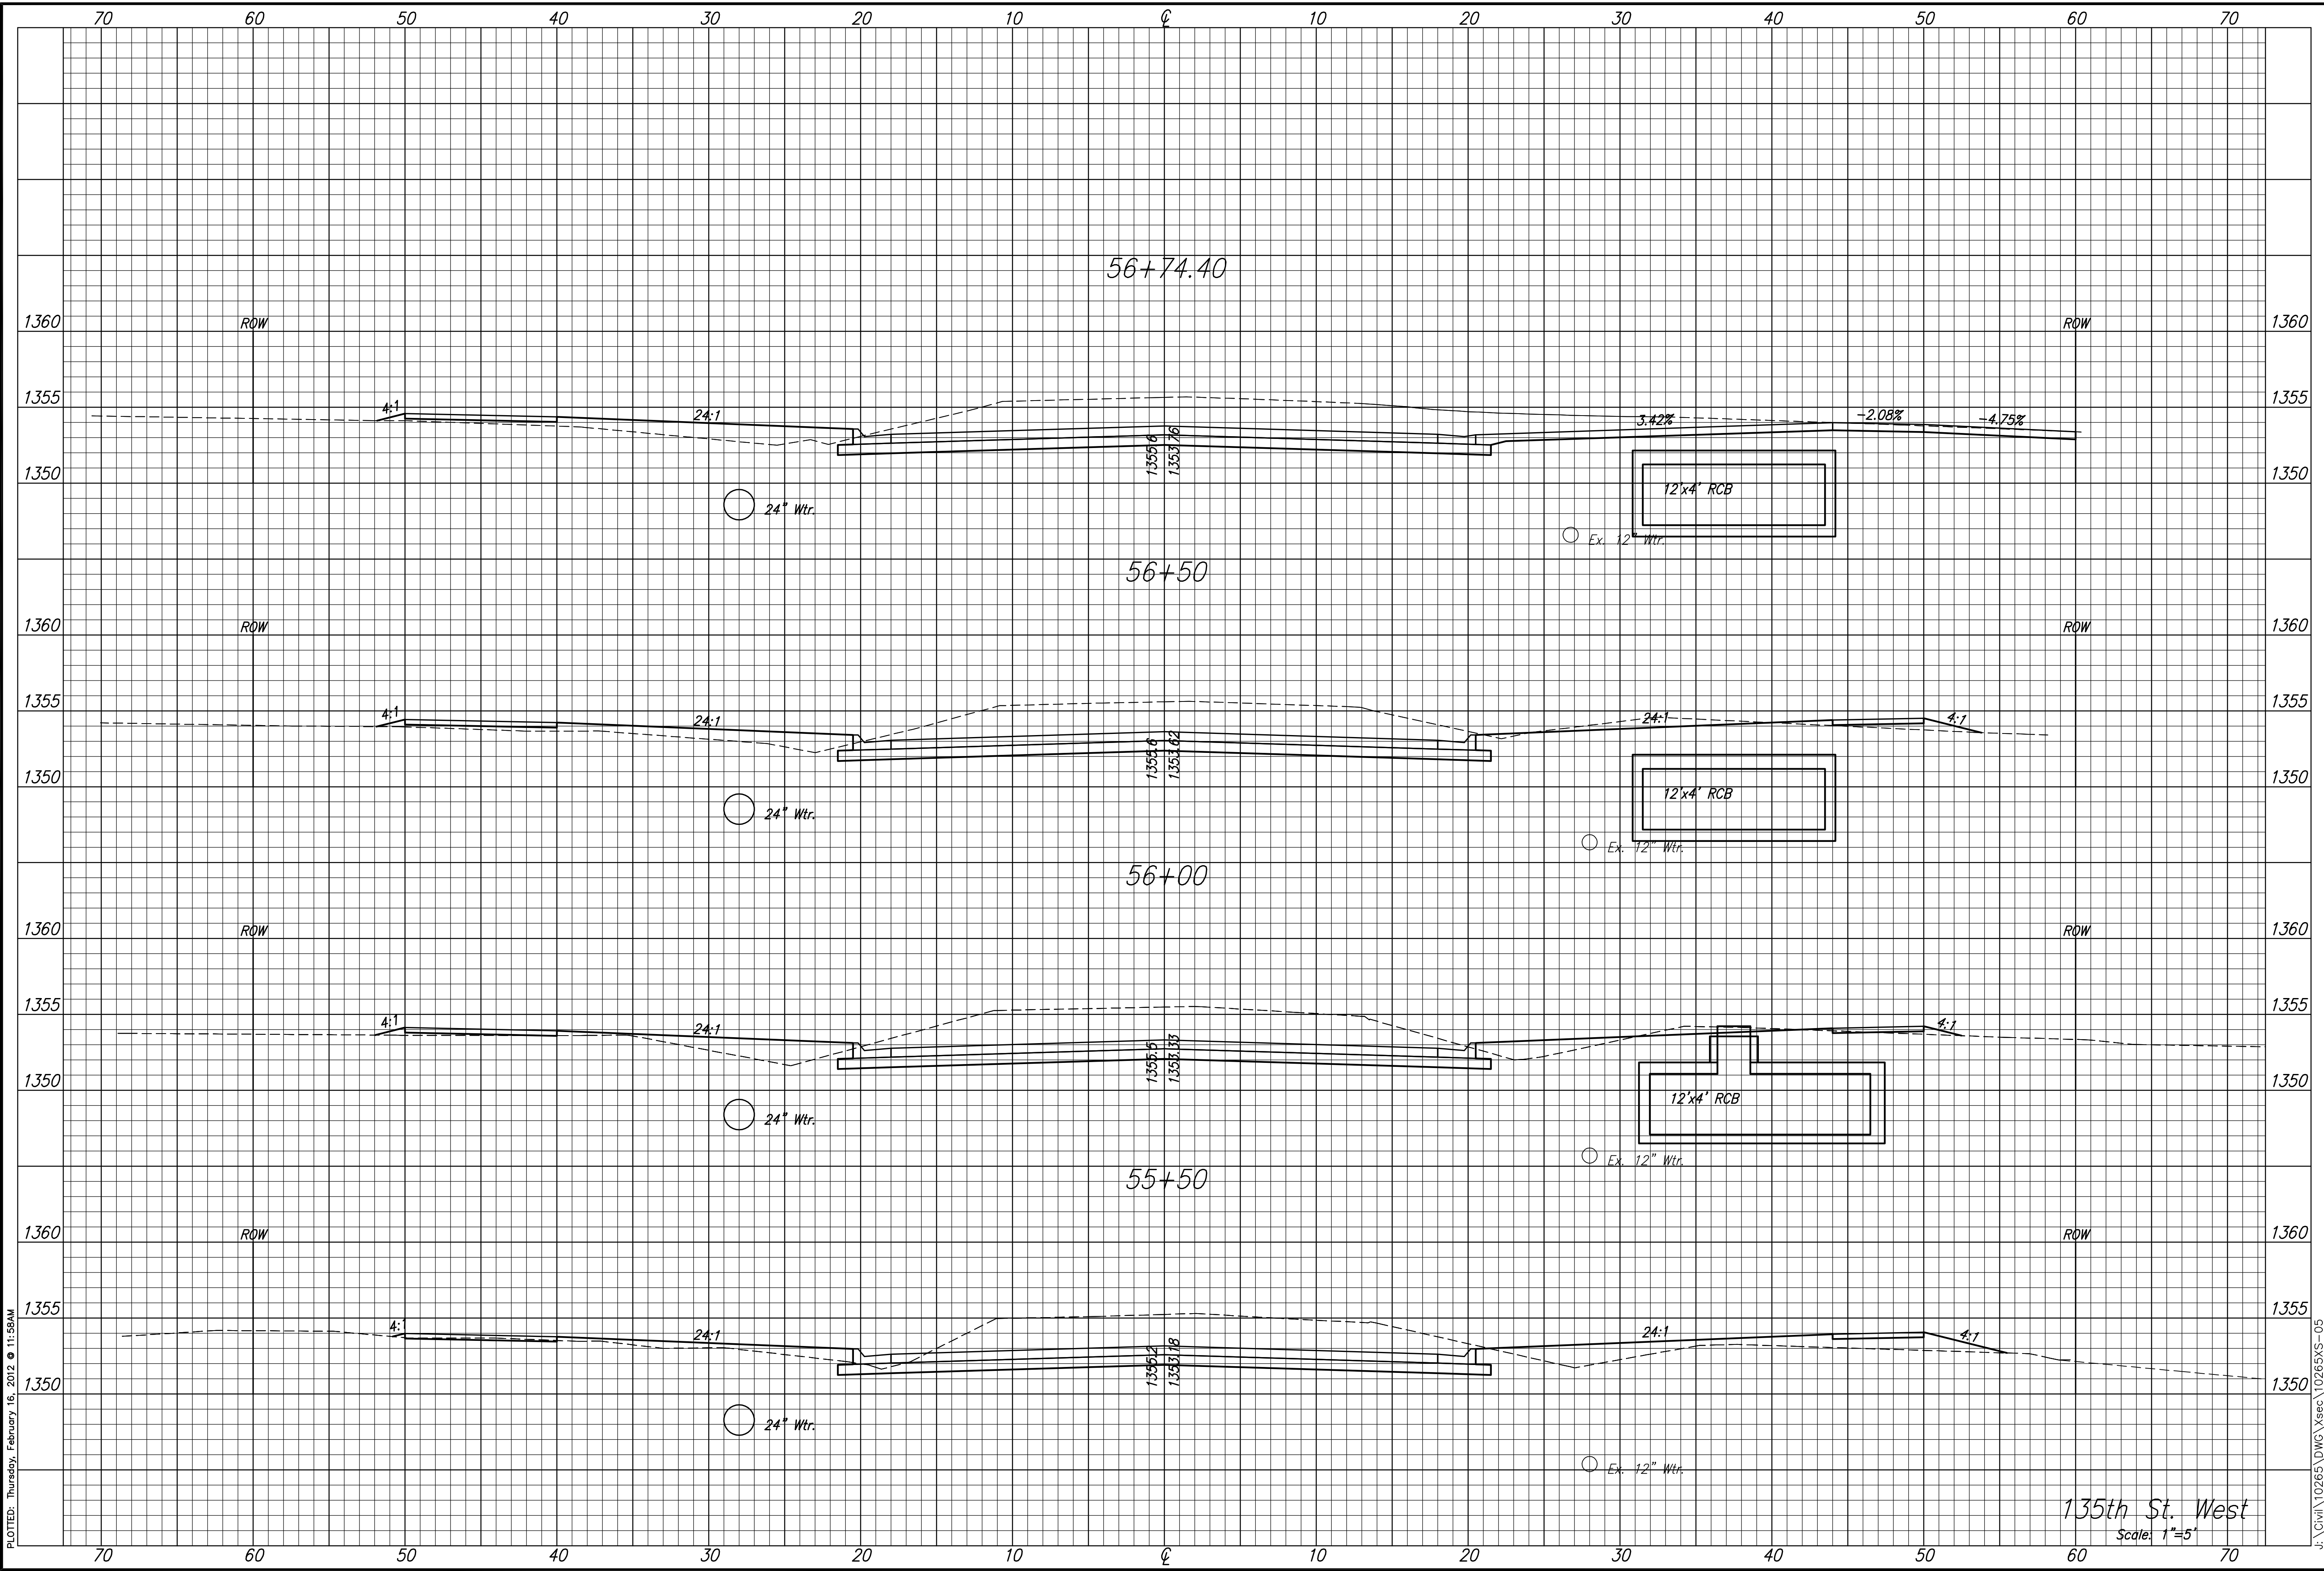 70 60 50 40 30 20 10 ℄ 10 20 30 40 50 60 70
56+74.40
1360 ROW ROW 1360
1355 4:1 24:1 3.42% -2.08% -4.75% 1355
1355.6 1353.76
1350 12'x4' RCB 1350
24" Wtr.
Ex. 12" Wtr.
56+50
1360 ROW ROW 1360
1355 4:1 24:1 24:1 4:1 1355
1355.6 1353.62
1350 12'x4' RCB 1350
24" Wtr.
Ex. 12" Wtr.
56+00
1360 ROW ROW 1360
1355 4:1 24:1 4:1 1355
1355.5 1353.33
1350 12'x4' RCB 1350
24" Wtr.
Ex. 12" Wtr.
55+50
1360 ROW ROW 1360
1355 4:1 24:1 24:1 4:1 1355
1355.2 1353.18
1350 1350
24" Wtr.
Ex. 12" Wtr.
135th St. West
Scale: 1"=5'
70 60 50 40 30 20 10 ℄ 10 20 30 40 50 60 70
PLOTTED: Thursday, February 16, 2012 @ 11:58AM
J:\Civil\10265\DWG\Xsec\10265XS-05